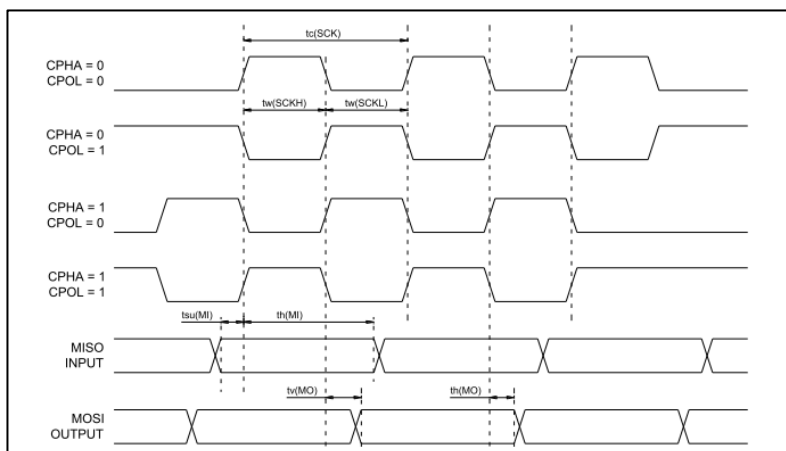 tc(SCK)
CPHA = 0
CPOL = 0
tw(SCKH)
tw(SCKL)
CPHA = 0
CPOL = 1
CPHA = 1
CPOL = 0
CPHA = 1
CPOL = 1
tsu(MI)
th(MI)
MISO
INPUT
tv(MO)
th(MO)
MOSI
OUTPUT